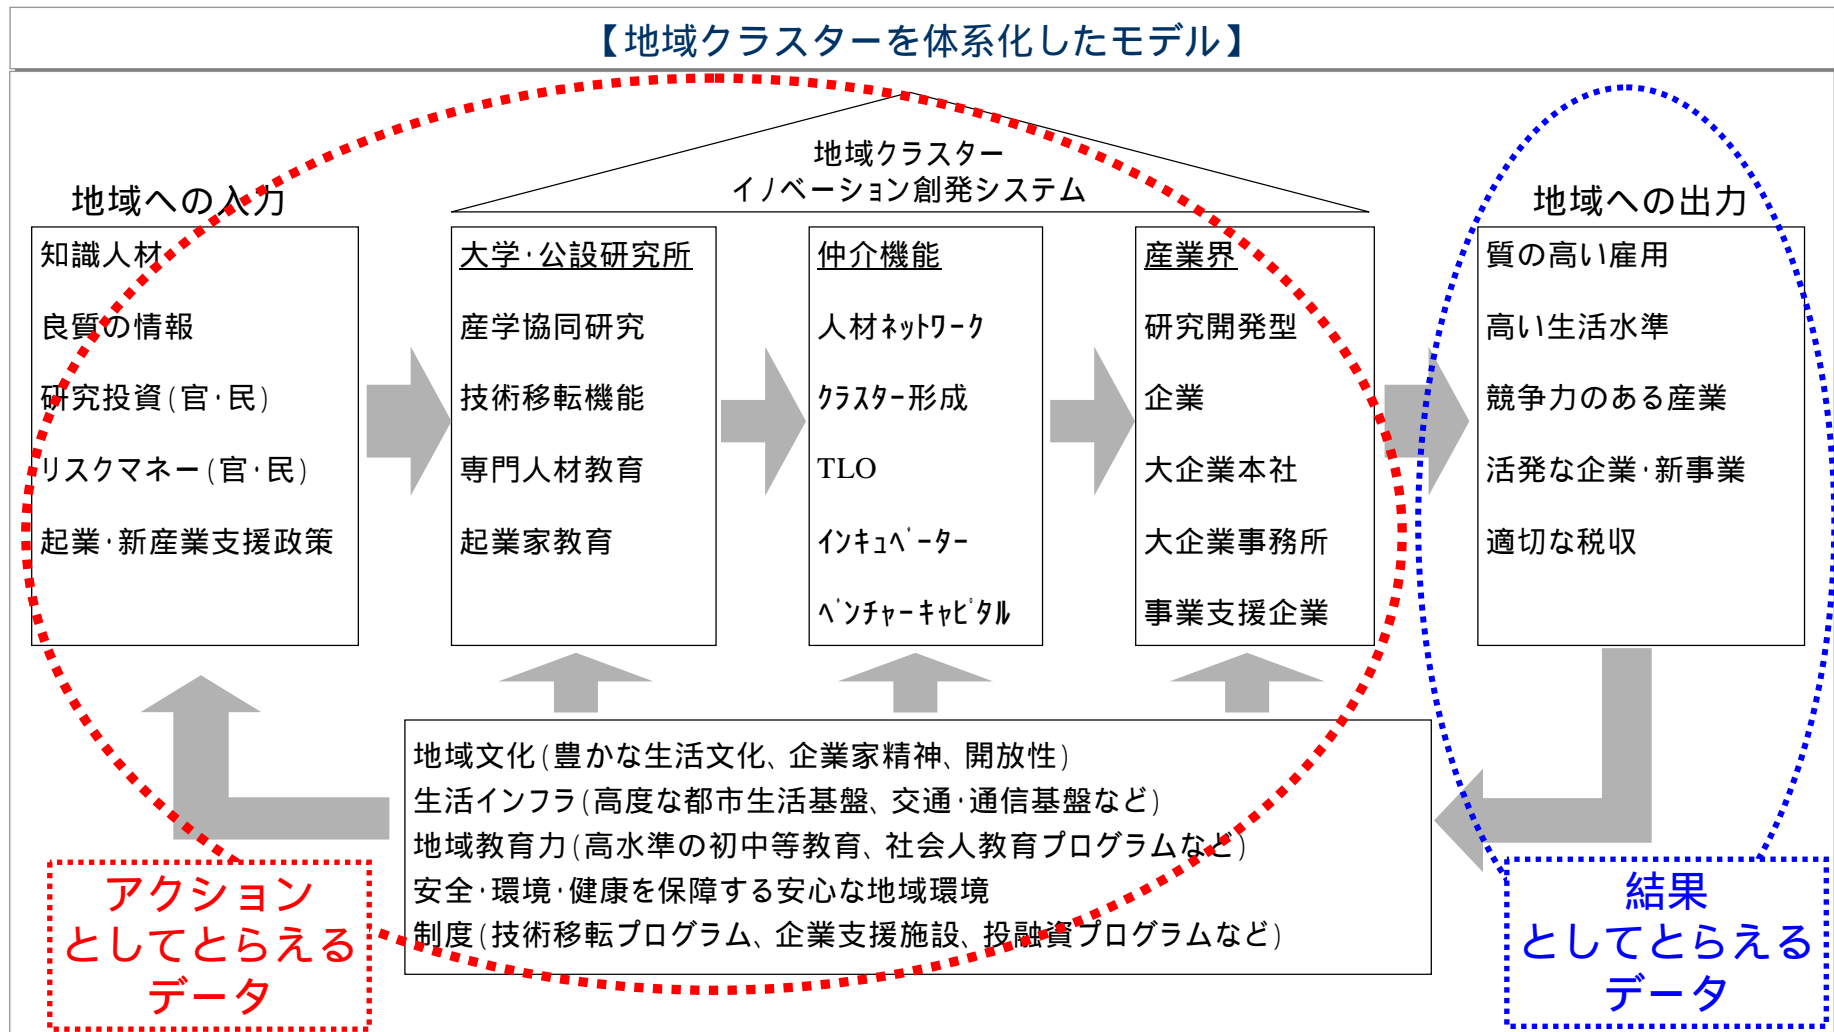 【地域クラスターを体系化したモデル】
地域クラスター
イノベーション創発システム
地域への入力
知識人材
良質の情報
研究投資(官・民)
リスクマネー(官・民)
起業・新産業支援政策
大学・公設研究所
産学協同研究
技術移転機能
専門人材教育
起業家教育
仲介機能
人材ﾈｯﾄﾜｰｸ
ｸﾗｽﾀｰ形成
TLO
ｲﾝｷｭﾍﾞｰﾀｰ
ﾍﾞﾝﾁｬｰｷｬﾋﾟﾀﾙ
産業界
研究開発型
企業
大企業本社
大企業事務所
事業支援企業
地域への出力
質の高い雇用
高い生活水準
競争力のある産業
活発な企業・新事業
適切な税収
地域文化(豊かな生活文化、企業家精神、開放性)
生活インフラ(高度な都市生活基盤、交通・通信基盤など)
地域教育力(高水準の初中等教育、社会人教育プログラムなど)
安全・環境・健康を保障する安心な地域環境
制度(技術移転プログラム、企業支援施設、投融資プログラムなど)
アクション
としてとらえる
データ
結果
としてとらえる
データ